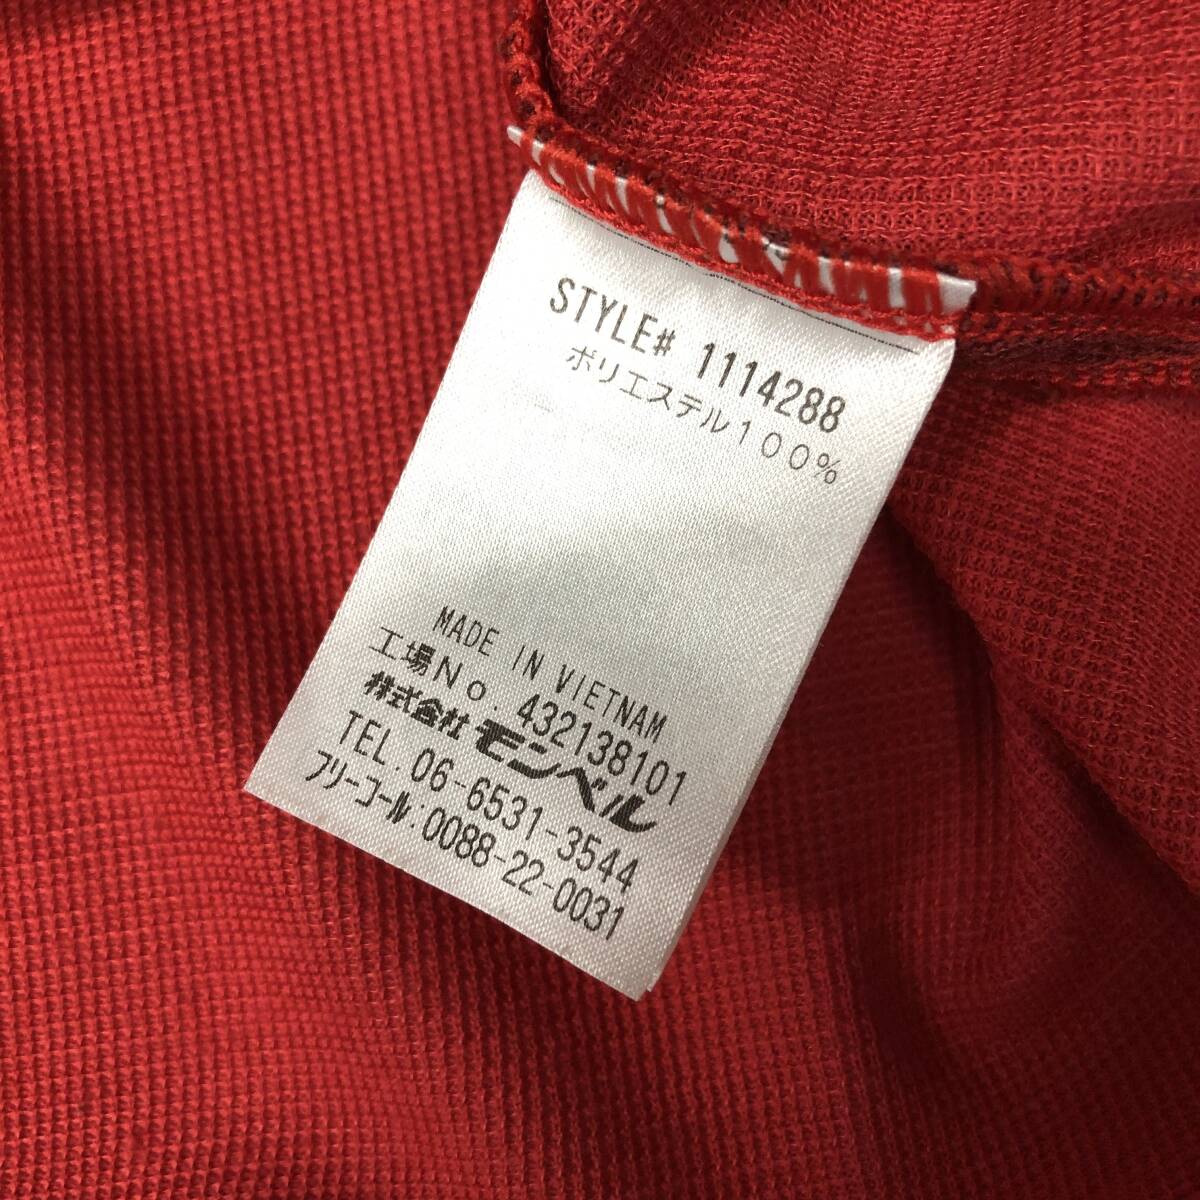 STYLE# 1114288
ポリエステル100%
MADE IN VIETNAM
工場No. 432138101
株式会社モンベル
TEL.06-6531-3544
フリーコール:0088-22-0031